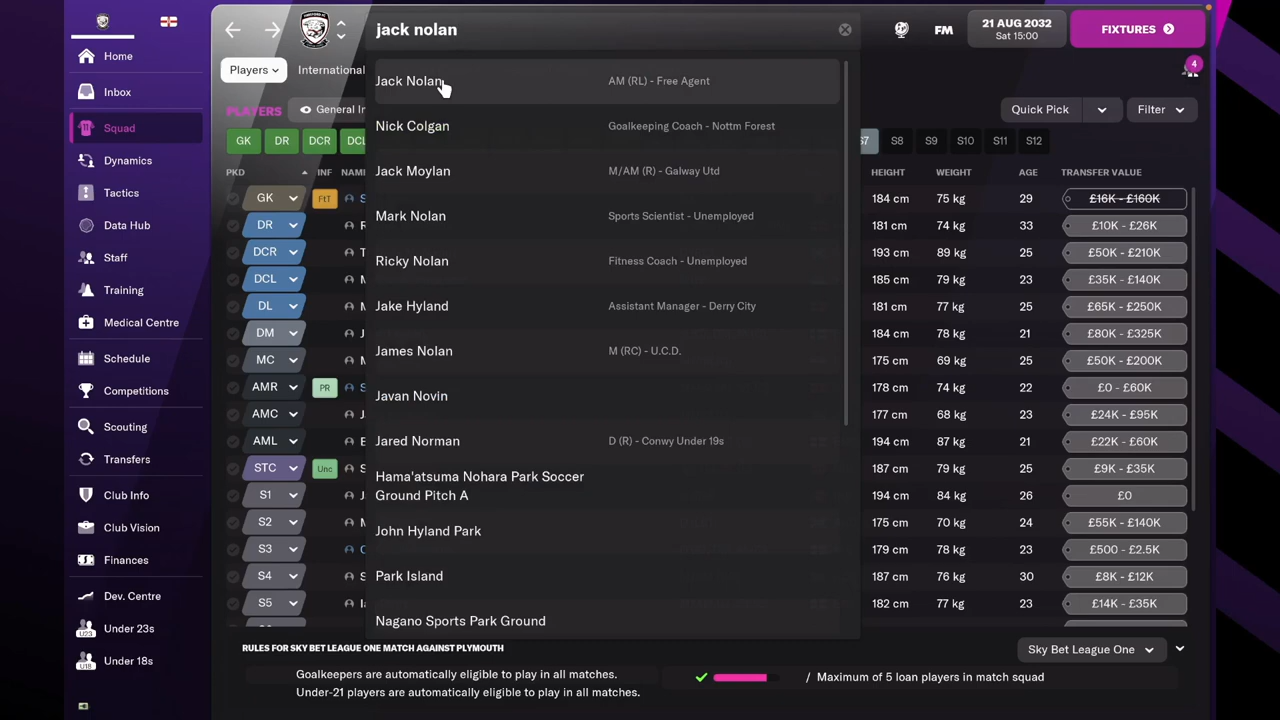 jack nolan
21 AUG 2032
Sat 15:00
FM
FIXTURES
Home
Inbox
Squad
Dynamics
Tactics
Data Hub
Staff
Training
Medical Centre
Schedule
Competitions
Scouting
Transfers
Club Info
Club Vision
Finances
Dev. Centre
U23 Under 23s
U18 Under 18s
Players
International
4
PLAYERS
General In
Quick Pick
Filter
GK DR DCR DCL
S7 S8 S9 S10 S11 S12
PKD INF NAM
HEIGHT WEIGHT AGE TRANSFER VALUE
Jack Nolan AM (RL) - Free Agent
Nick Colgan Goalkeeping Coach - Nottm Forest
Jack Moylan M/AM (R) - Galway Utd
Mark Nolan Sports Scientist - Unemployed
Ricky Nolan Fitness Coach - Unemployed
Jake Hyland Assistant Manager - Derry City
James Nolan M (RC) - U.C.D.
Javan Novin
Jared Norman D (R) - Conwy Under 19s
Hama'atsuma Nohara Park Soccer
Ground Pitch A
John Hyland Park
Park Island
Nagano Sports Park Ground
GK FtT S 184 cm 75 kg 29 £16K - £160K
DR F 181 cm 74 kg 33 £10K - £26K
DCR T 193 cm 89 kg 25 £50K - £210K
DCL 185 cm 79 kg 23 £35K - £140K
DL 181 cm 77 kg 25 £65K - £250K
DM J 184 cm 78 kg 21 £80K - £325K
MC 175 cm 69 kg 25 £50K - £200K
AMR PR S 178 cm 74 kg 22 £0 - £60K
AMC J 177 cm 68 kg 23 £24K - £95K
AML E 194 cm 87 kg 21 £22K - £60K
STC Unc S 187 cm 79 kg 25 £9K - £35K
S1 J 194 cm 84 kg 26 £0
S2 175 cm 70 kg 24 £55K - £140K
S3 179 cm 78 kg 23 £500 - £2.5K
S4 187 cm 76 kg 30 £8K - £12K
S5 182 cm 77 kg 23 £14K - £35K
RULES FOR SKY BET LEAGUE ONE MATCH AGAINST PLYMOUTH
Sky Bet League One
Goalkeepers are automatically eligible to play in all matches.
Under-21 players are automatically eligible to play in all matches.
/ Maximum of 5 loan players in match squad